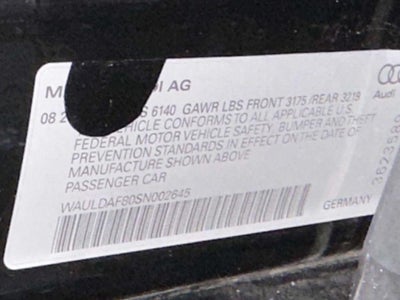 M DI AG
08 2 S 6140 GAWR LBS FRONT 3175 /REAR 3219
VEHICLE CONFORMS TO ALL APPLICABLE U.S.
FEDERAL MOTOR VEHICLE SAFETY, BUMPER AND THEFT
PREVENTION STANDARDS IN EFFECT ON THE DATE OF
MANUFACTURE SHOWN ABOVE
PASSENGER CAR
WAULDAF80SN002645
GERMANY
Audi